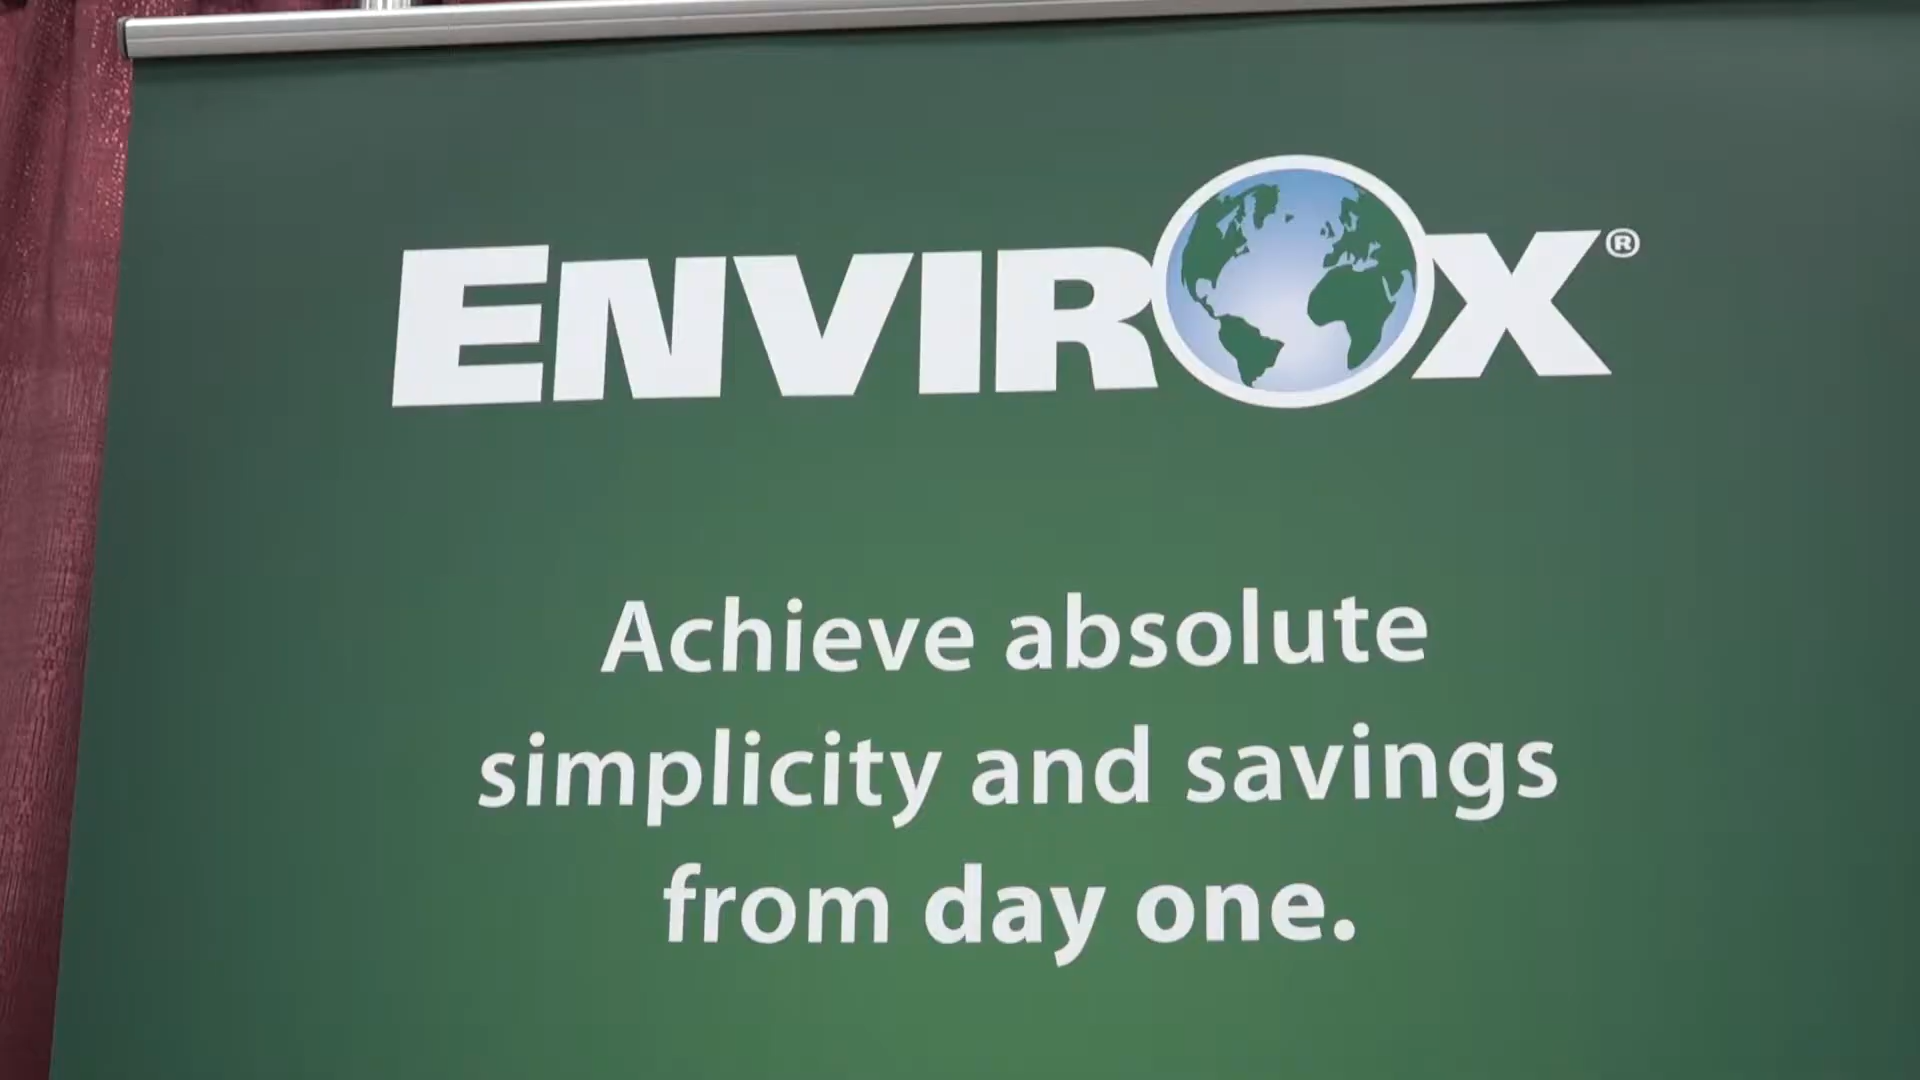 ENVIROX®
Achieve absolute
simplicity and savings
from day one.